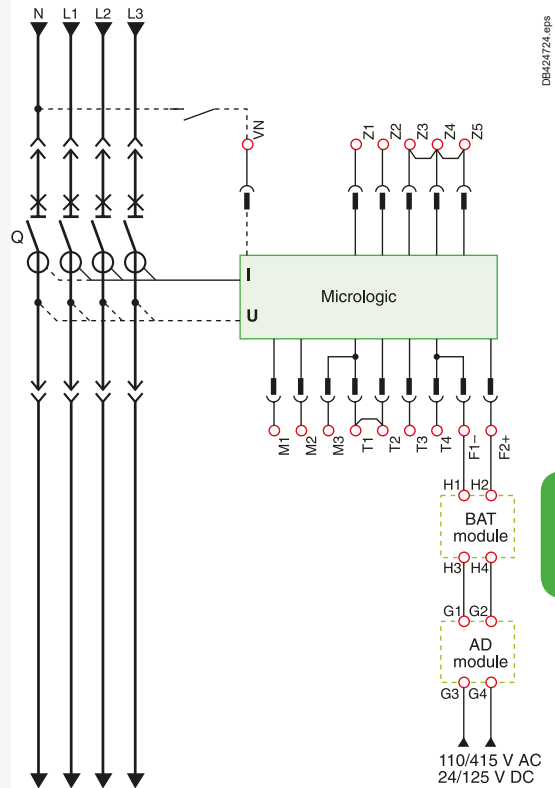 N L1 L2 L3
DB424724.eps
VN
Z1 Z2 Z3 Z4 Z5
Q
I
Micrologic
U
M1 M2 M3 T1 T2 T3 T4 F1– F2+
H1 H2
BAT
module
H3 H4
G1 G2
AD
module
G3 G4
110/415 V AC
24/125 V DC